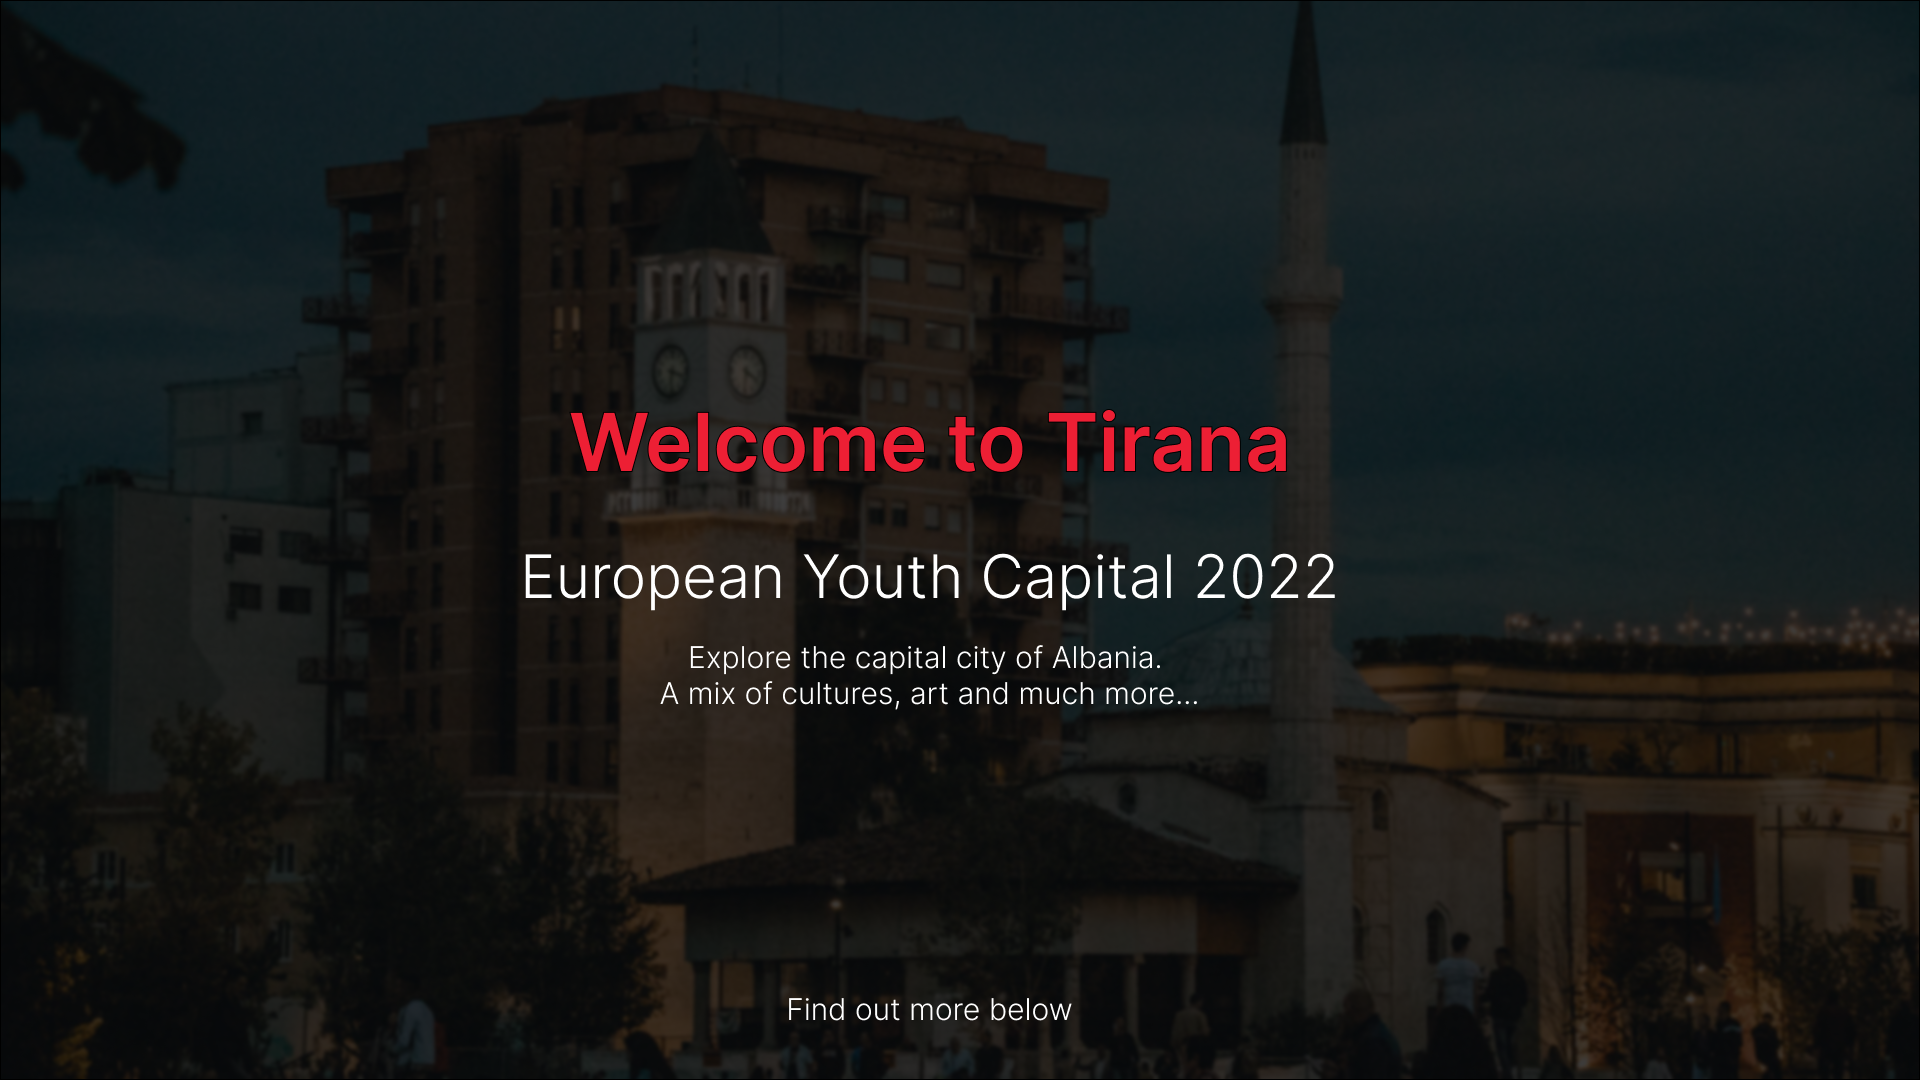 Welcome to Tirana
European Youth Capital 2022
Explore the capital city of Albania.
A mix of cultures, art and much more...
Find out more below